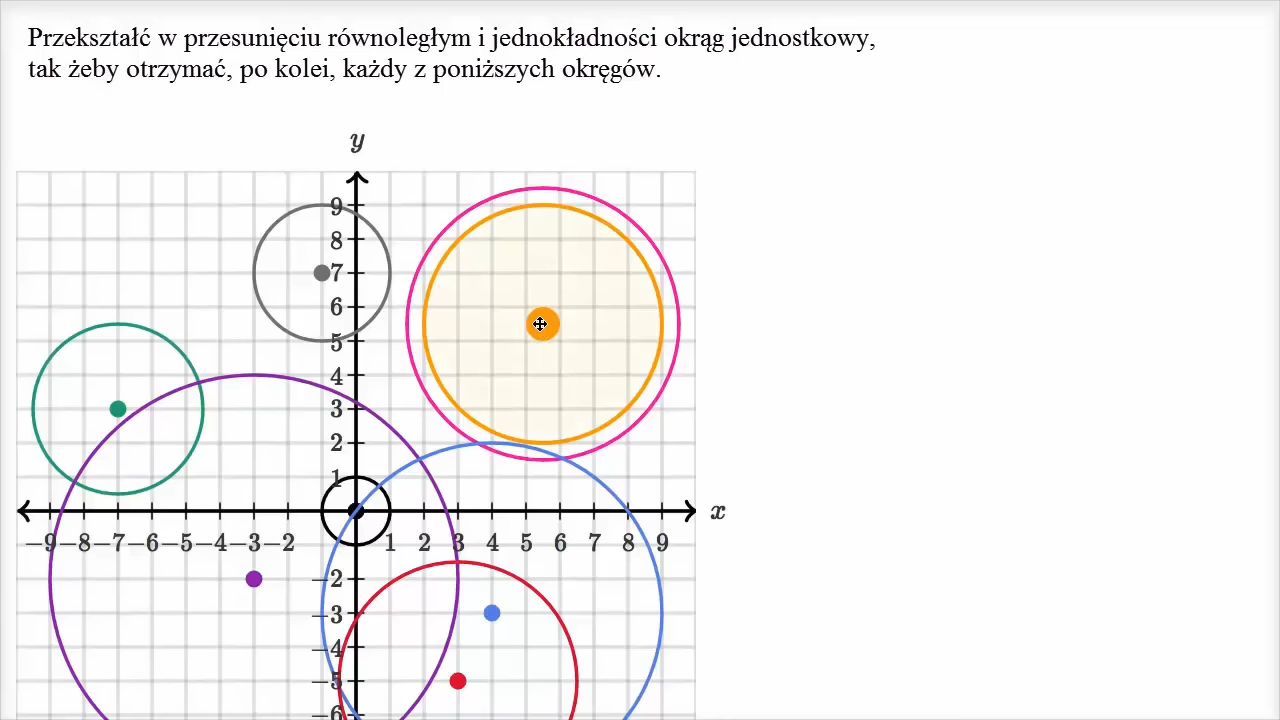 Przekształć w przesunięciu równoległym i jednokładności okrąg jednostkowy,
tak żeby otrzymać, po kolei, każdy z poniższych okręgów.
y
9
8
7
6
5
4
3
2
1
x
−9 −8 −7 −6 −5 −4 −3 −2 1 2 3 4 5 6 7 8 9
−2
−3
−4
−5
−6